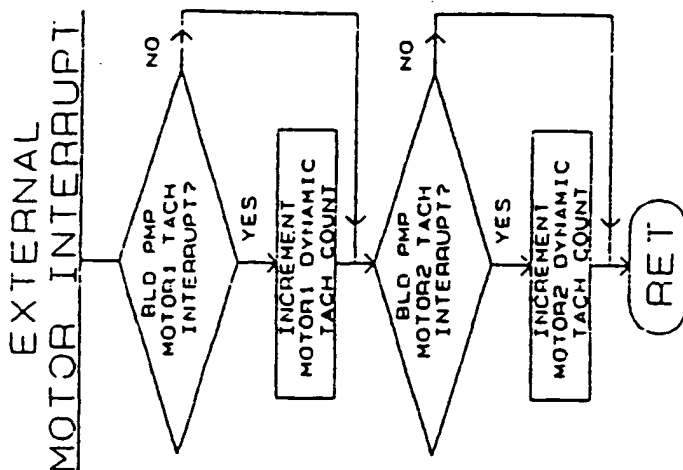 EXTERNAL
MOTOR INTERRUPT
BLD PMP
MOTOR1 TACH
INTERRUPT?
NO
YES
INCREMENT
MOTOR1 DYNAMIC
TACH COUNT
BLD PMP
MOTOR2 TACH
INTERRUPT?
NO
YES
INCREMENT
MOTOR2 DYNAMIC
TACH COUNT
RET